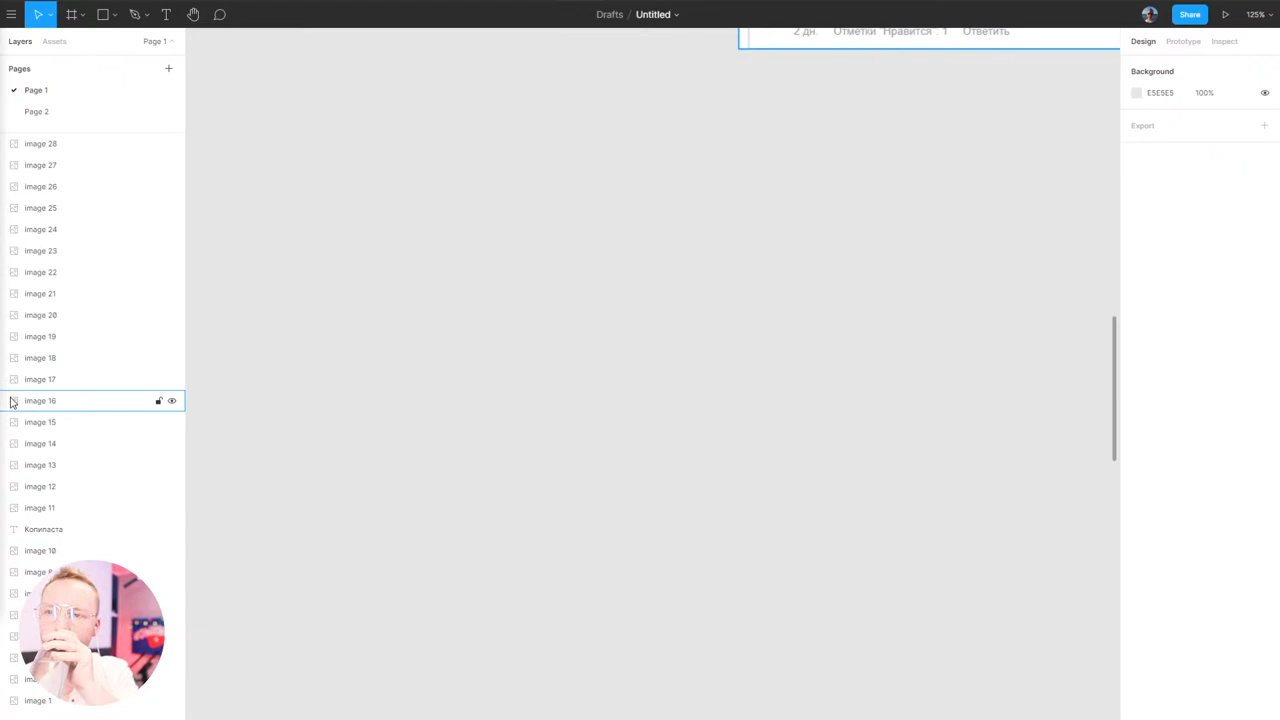 Drafts / Untitled
Share
125%
Layers
Assets
Page 1
2 дн. Отметки "Нравится": 1 Ответить
Design
Prototype
Inspect
Pages
Page 1
Page 2
Background
E5E5E5
100%
Export
image 28
image 27
image 26
image 25
image 24
image 23
image 22
image 21
image 20
image 19
image 18
image 17
image 16
image 15
image 14
image 13
image 12
image 11
Копипаста
image 10
image
image 1